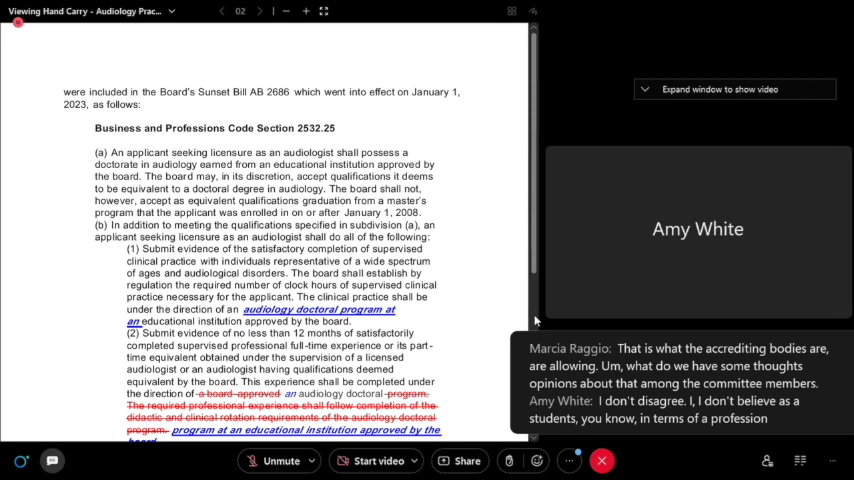 Viewing Hand Carry - Audiology Prac...
02
were included in the Board's Sunset Bill AB 2686 which went into effect on January 1,
2023, as follows:
Business and Professions Code Section 2532.25
(a) An applicant seeking licensure as an audiologist shall possess a
doctorate in audiology earned from an educational institution approved by
the board. The board may, in its discretion, accept qualifications it deems
to be equivalent to a doctoral degree in audiology. The board shall not,
however, accept as equivalent qualifications graduation from a master's
program that the applicant was enrolled in on or after January 1, 2008.
(b) In addition to meeting the qualifications specified in subdivision (a), an
applicant seeking licensure as an audiologist shall do all of the following:
(1) Submit evidence of the satisfactory completion of supervised
clinical practice with individuals representative of a wide spectrum
of ages and audiological disorders. The board shall establish by
regulation the required number of clock hours of supervised clinical
practice necessary for the applicant. The clinical practice shall be
under the direction of an audiology doctoral program at
an educational institution approved by the board.
(2) Submit evidence of no less than 12 months of satisfactorily
completed supervised professional full-time experience or its part-
time equivalent obtained under the supervision of a licensed
audiologist or an audiologist having qualifications deemed
equivalent by the board. This experience shall be completed under
the direction of a board-approved an audiology doctoral program.
The required professional experience shall follow completion of the
didactic and clinical rotation requirements of the audiology doctoral
program. program at an educational institution approved by the
board.
Expand window to show video
Amy White
Marcia Raggio: That is what the accrediting bodies are,
are allowing. Um, what do we have some thoughts
opinions about that among the committee members.
Amy White: I don't disagree. I, I don't believe as a
students, you know, in terms of a profession
Unmute
Start video
Share